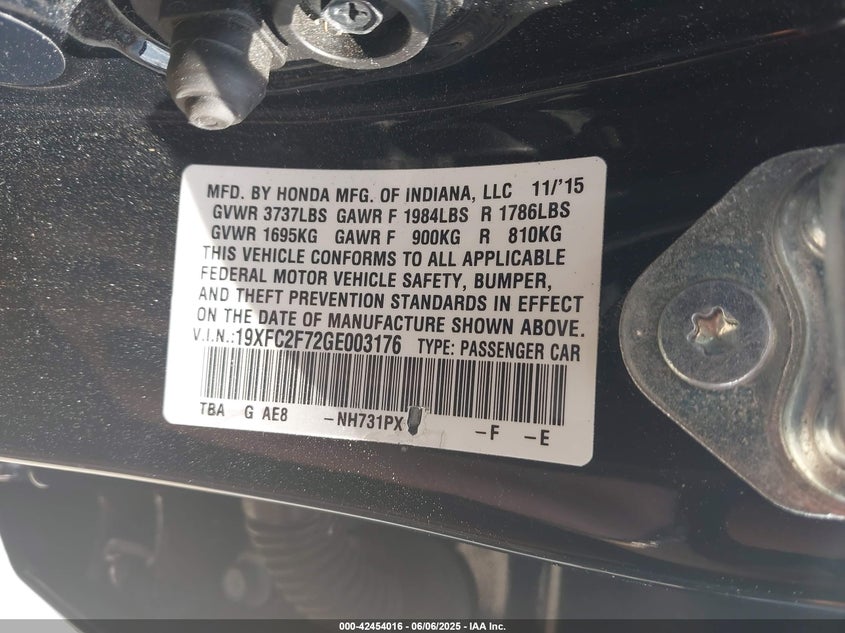 MFD. BY HONDA MFG. OF INDIANA, LLC 11/'15
GVWR 3737LBS GAWR F 1984LBS R 1786LBS
GVWR 1695KG GAWR F 900KG R 810KG
THIS VEHICLE CONFORMS TO ALL APPLICABLE
FEDERAL MOTOR VEHICLE SAFETY, BUMPER,
AND THEFT PREVENTION STANDARDS IN EFFECT
ON THE DATE OF MANUFACTURE SHOWN ABOVE.
V.I.N.:19XFC2F72GE003176 TYPE: PASSENGER CAR
TBA G AE8 -NH731PX -F -E
000-42454016 - 06/06/2025 - IAA Inc.